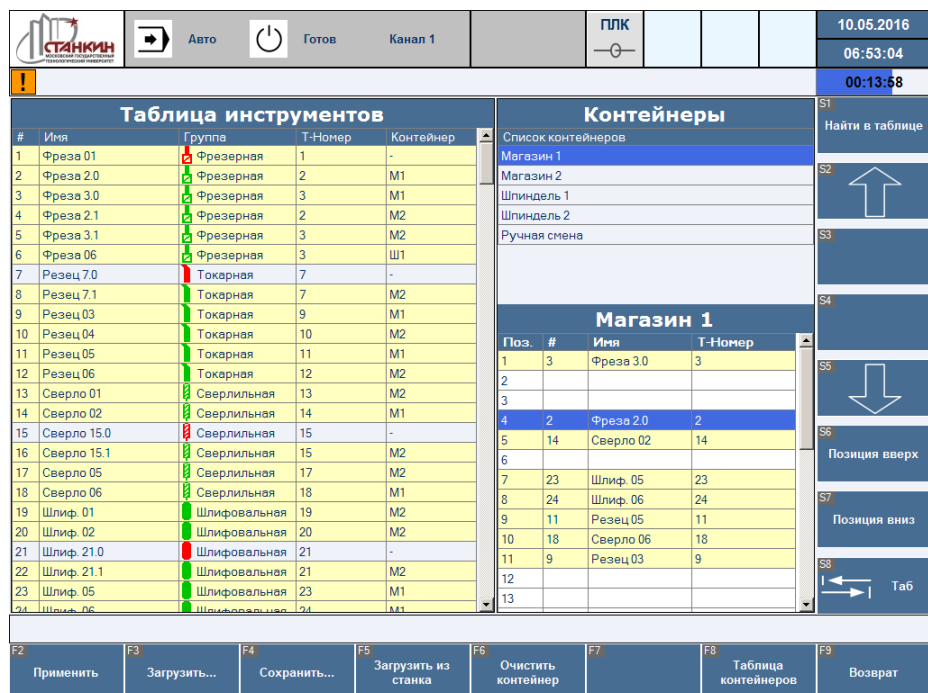 СТАНКИН
МОСКОВСКИЙ ГОСУДАРСТВЕННЫЙ
ТЕХНОЛОГИЧЕСКИЙ УНИВЕРСИТЕТ
Авто Готов Канал 1 ПЛК 10.05.2016
06:53:04
! 00:13:58
Таблица инструментов
# Имя Группа Т-Номер Контейнер
1 Фреза 01 Фрезерная 1 -
2 Фреза 2.0 Фрезерная 2 М1
3 Фреза 3.0 Фрезерная 3 М1
4 Фреза 2.1 Фрезерная 2 М2
5 Фреза 3.1 Фрезерная 3 М2
6 Фреза 06 Фрезерная 3 Ш1
7 Резец 7.0 Токарная 7 -
8 Резец 7.1 Токарная 7 М2
9 Резец 03 Токарная 9 М1
10 Резец 04 Токарная 10 М2
11 Резец 05 Токарная 11 М1
12 Резец 06 Токарная 12 М2
13 Сверло 01 Сверлильная 13 М2
14 Сверло 02 Сверлильная 14 М1
15 Сверло 15.0 Сверлильная 15 -
16 Сверло 15.1 Сверлильная 15 М2
17 Сверло 05 Сверлильная 17 М2
18 Сверло 06 Сверлильная 18 М1
19 Шлиф. 01 Шлифовальная 19 М2
20 Шлиф. 02 Шлифовальная 20 М2
21 Шлиф. 21.0 Шлифовальная 21 -
22 Шлиф. 21.1 Шлифовальная 21 М2
23 Шлиф. 05 Шлифовальная 23 М1
24 Шлиф. 06 Шлифовальная 24 М1
Контейнеры
Список контейнеров
Магазин 1
Магазин 2
Шпиндель 1
Шпиндель 2
Ручная смена
Магазин 1
Поз. # Имя Т-Номер
1 3 Фреза 3.0 3
2
3
4 2 Фреза 2.0 2
5 14 Сверло 02 14
6
7 23 Шлиф. 05 23
8 24 Шлиф. 06 24
9 11 Резец 05 11
10 18 Сверло 06 18
11 9 Резец 03 9
12
13
S1
Найти в таблице
S2
S3
S4
S5
S6
Позиция вверх
S7
Позиция вниз
S8
Таб
F2 Применить
F3 Загрузить...
F4 Сохранить...
F5 Загрузить из
станка
F6 Очистить
контейнер
F7
F8 Таблица
контейнеров
F9 Возврат